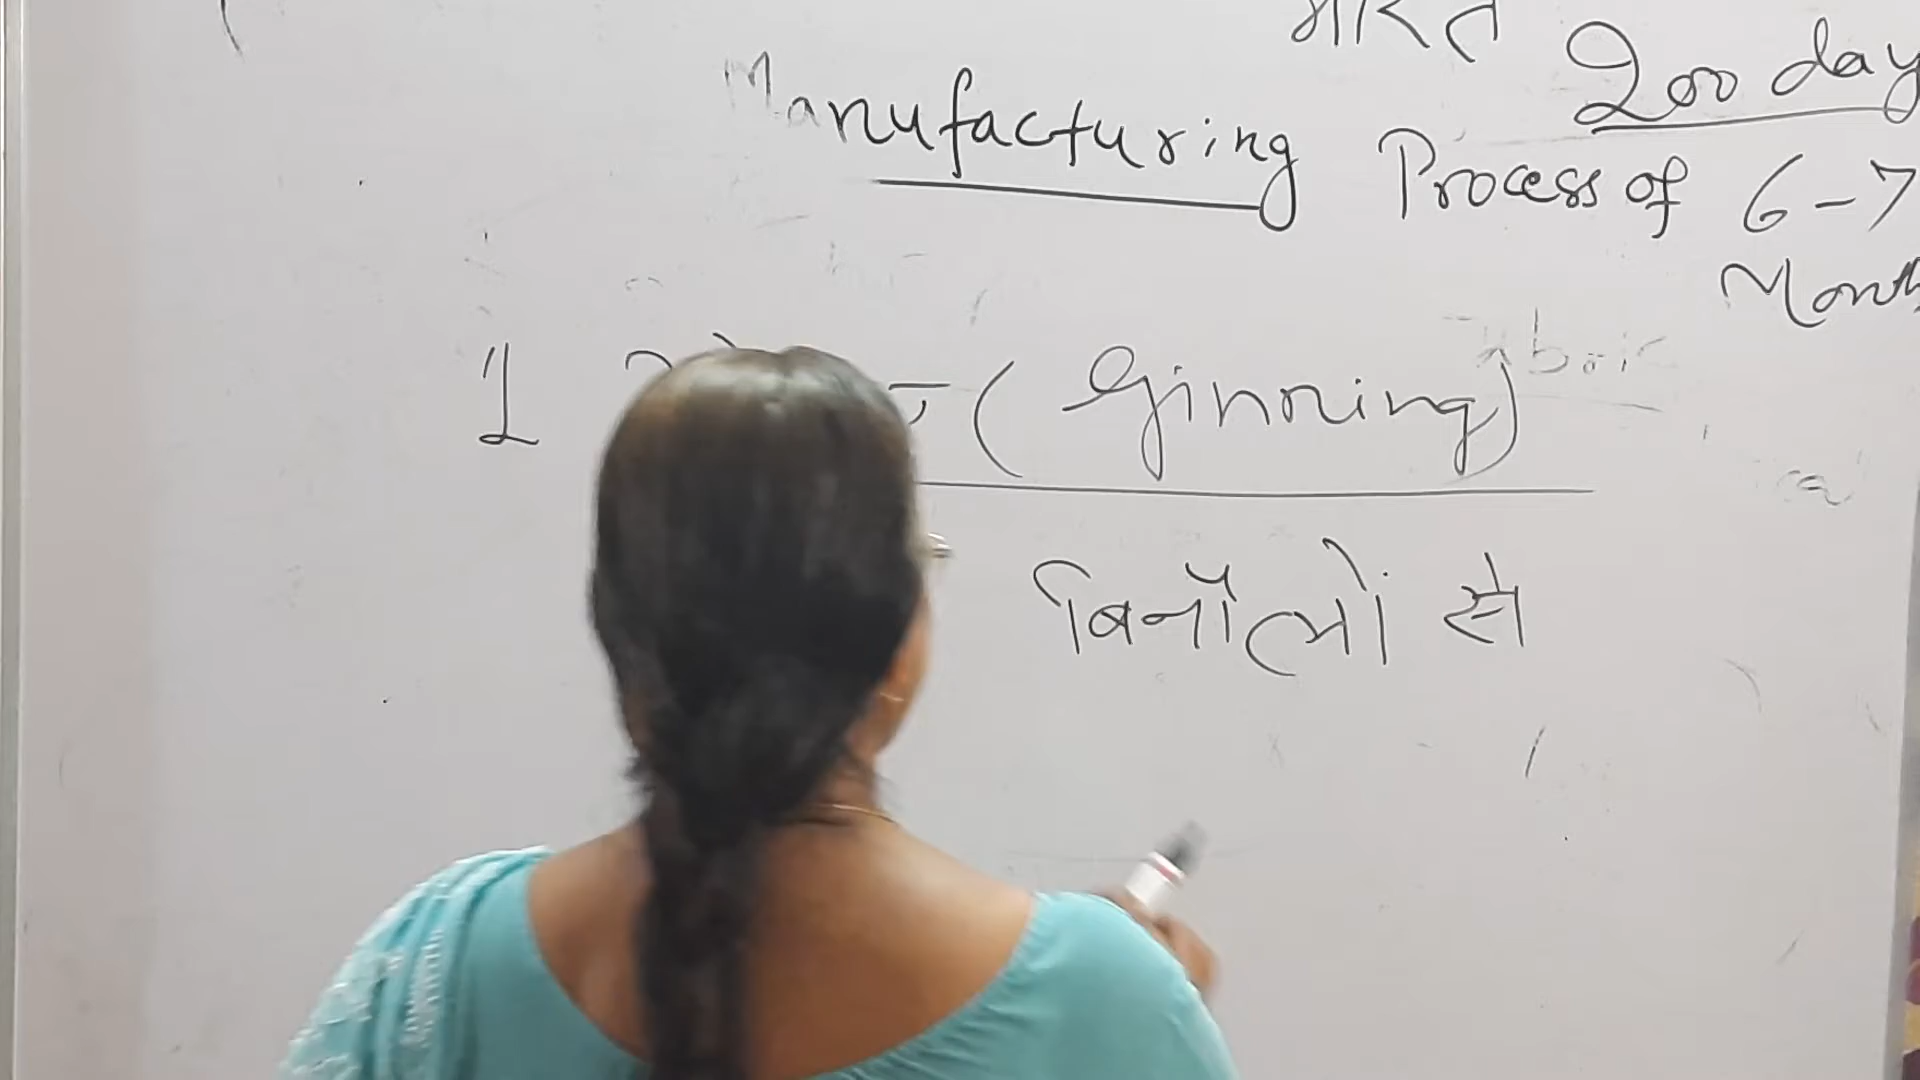 भारत
200 day
Manufacturing Process of 6-7
Month
1 (Ginning)
बिनौलों से